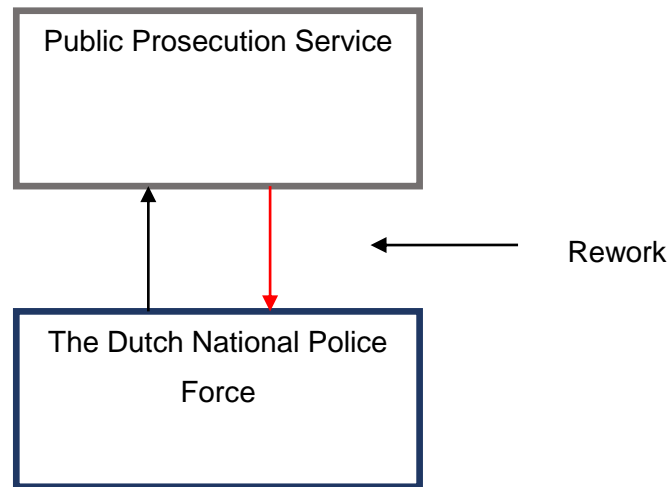 Public Prosecution Service
Rework
The Dutch National Police
Force